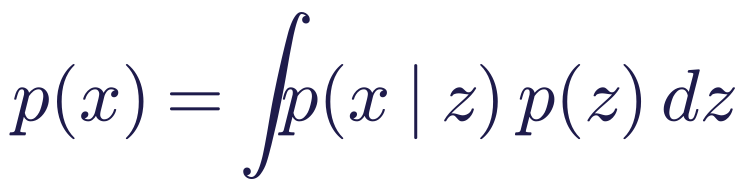 p(x) = ∫ p(x | z) p(z) dz